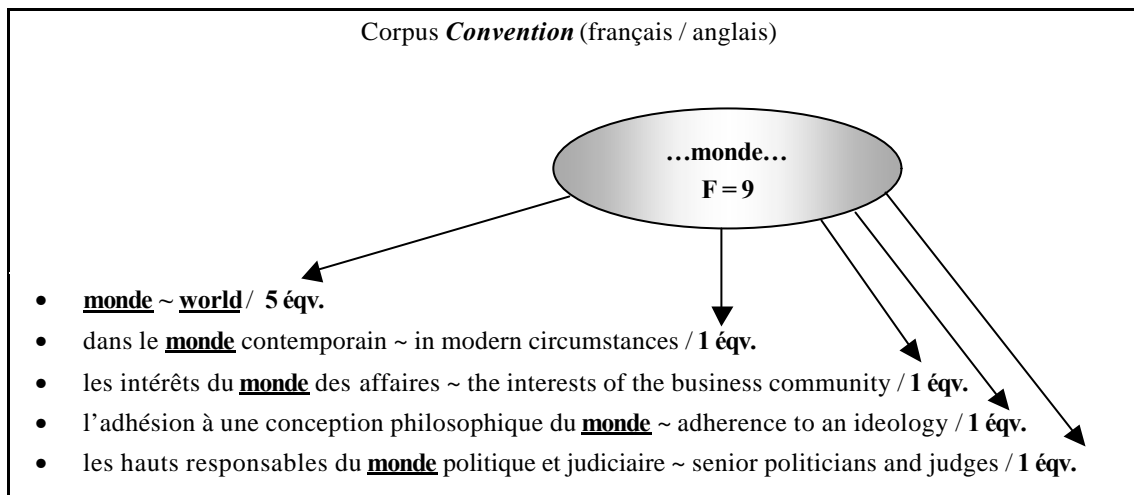 Corpus Convention (français / anglais)
…monde…
F = 9
• monde ~ world / 5 éqv.
• dans le monde contemporain ~ in modern circumstances / 1 éqv.
• les intérêts du monde des affaires ~ the interests of the business community / 1 éqv.
• l’adhésion à une conception philosophique du monde ~ adherence to an ideology / 1 éqv.
• les hauts responsables du monde politique et judiciaire ~ senior politicians and judges / 1 éqv.